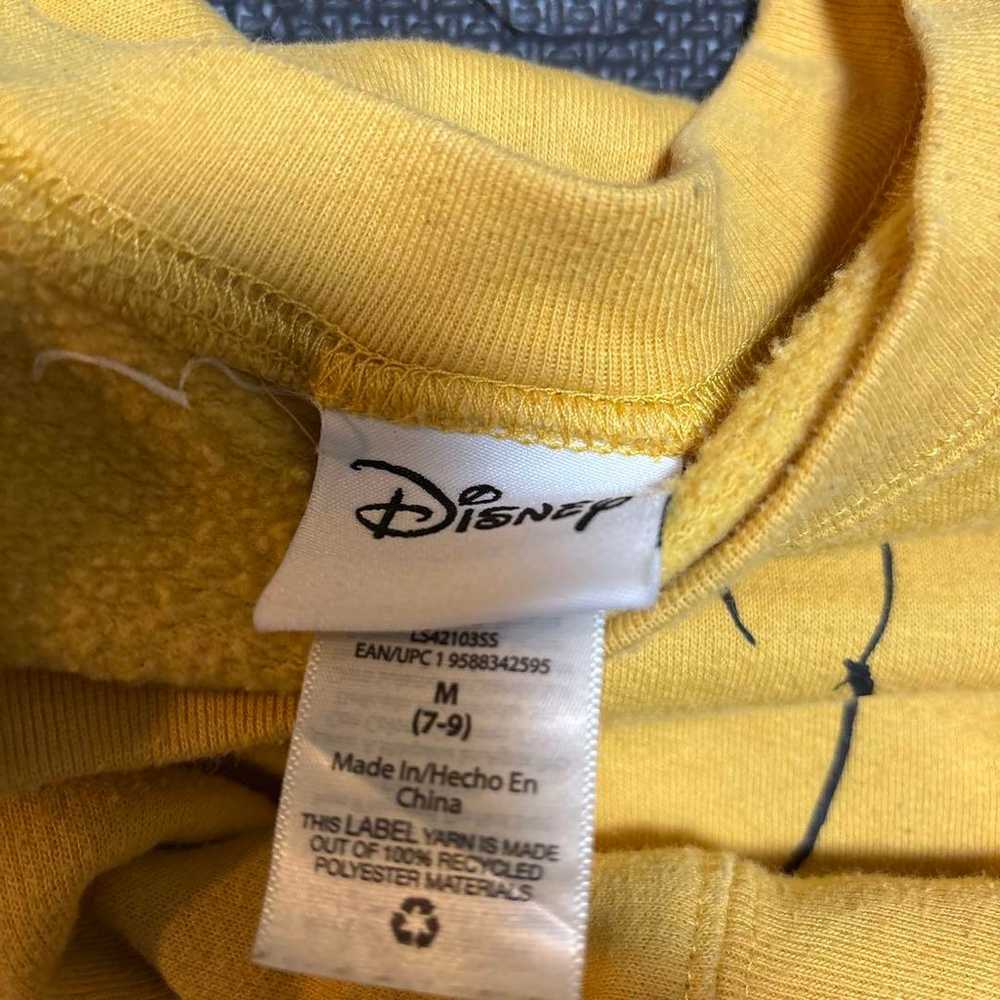 Disney
LS42103SS
EAN/UPC 1 9588342595
M
(7-9)
Made In/Hecho En
China
THIS LABEL YARN IS MADE
OUT OF 100% RECYCLED
POLYESTER MATERIALS